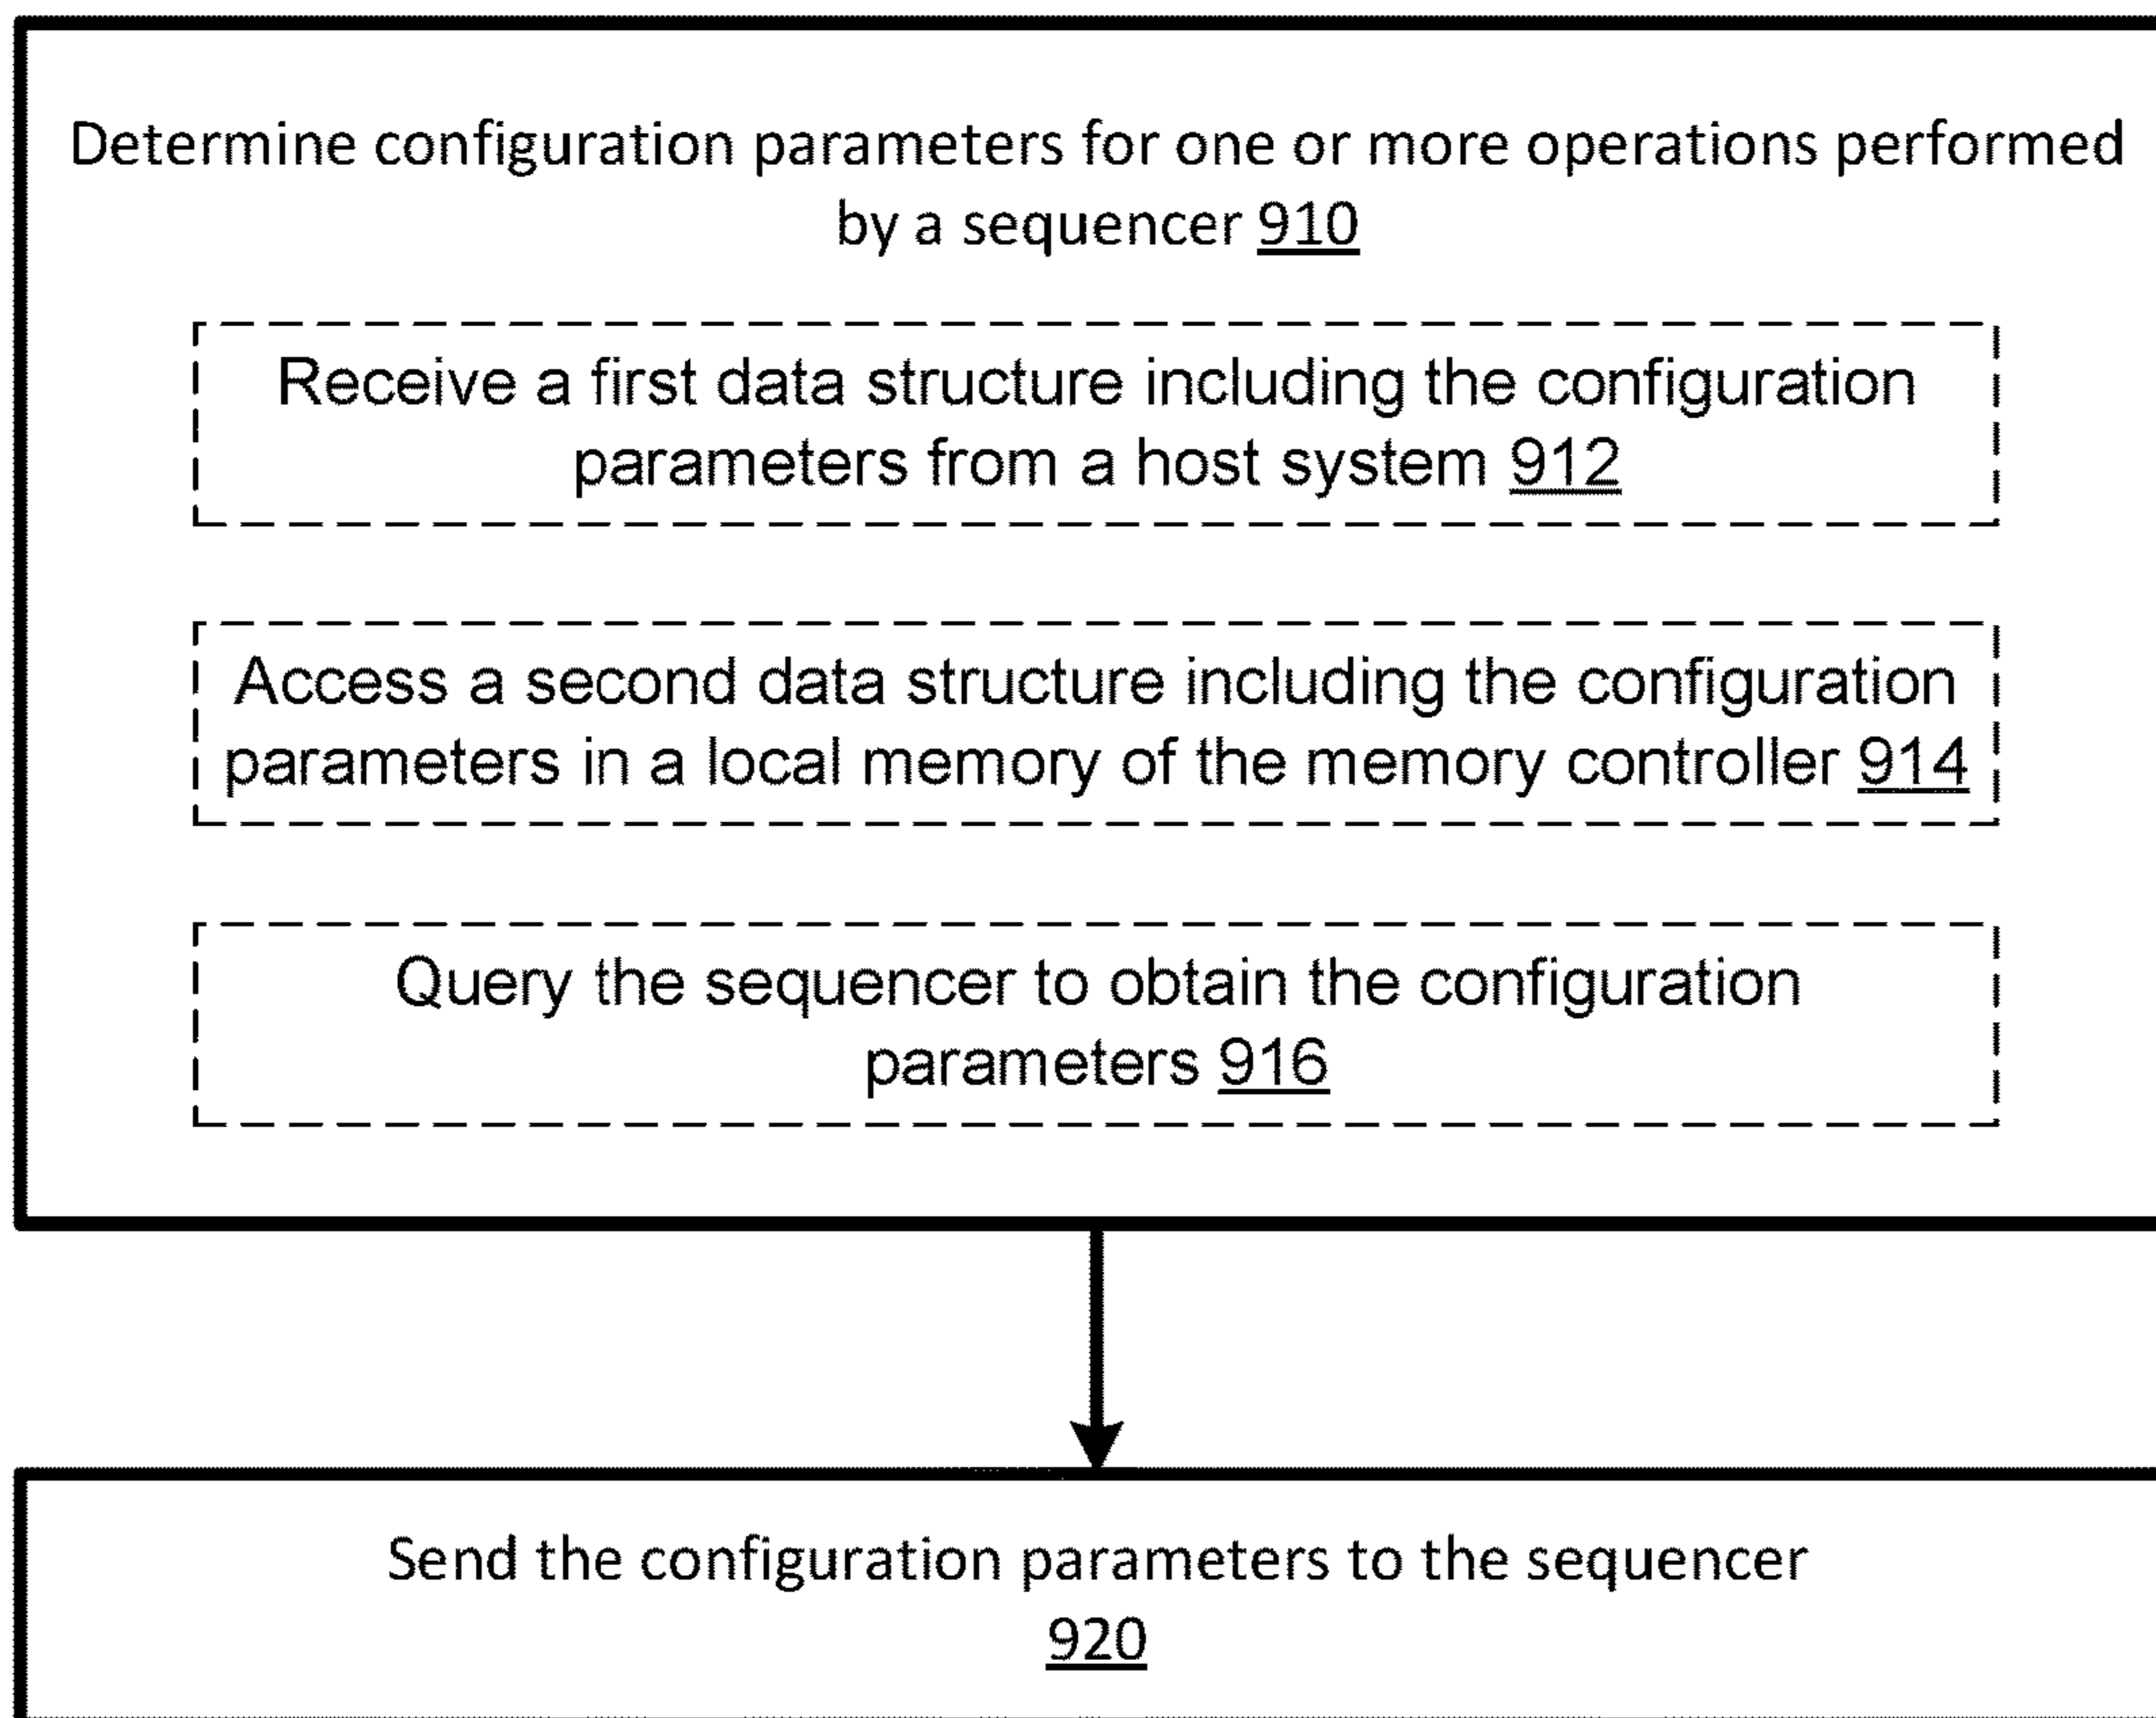 Determine configuration parameters for one or more operations performed
by a sequencer 910
Receive a first data structure including the configuration
parameters from a host system 912
Access a second data structure including the configuration
parameters in a local memory of the memory controller 914
Query the sequencer to obtain the configuration
parameters 916
Send the configuration parameters to the sequencer
920